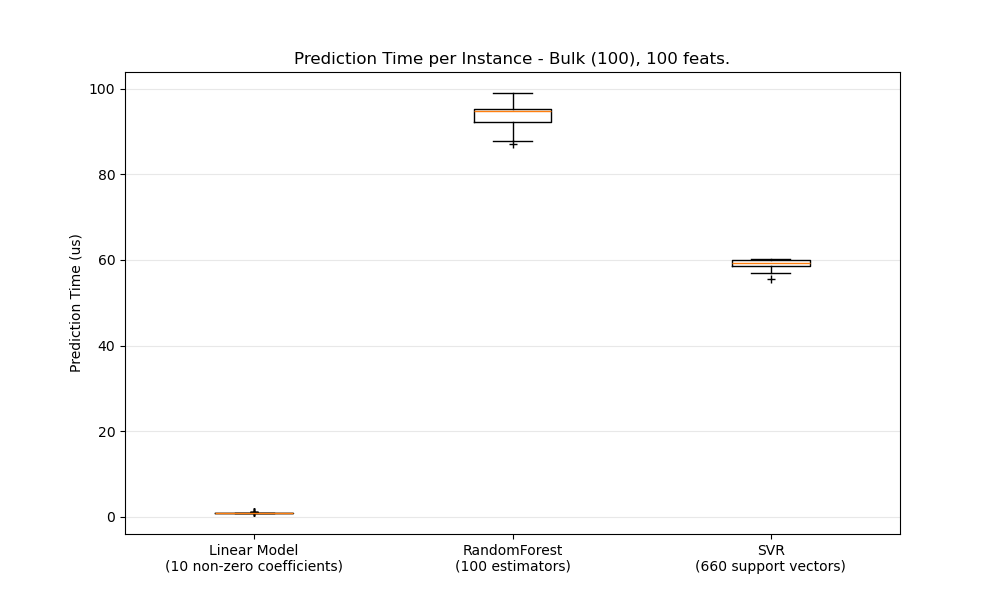 Prediction Time per Instance - Bulk (100), 100 feats.
100
80
60
40
20
0
Prediction Time (us)
Linear Model
(10 non-zero coefficients)
RandomForest
(100 estimators)
SVR
(660 support vectors)